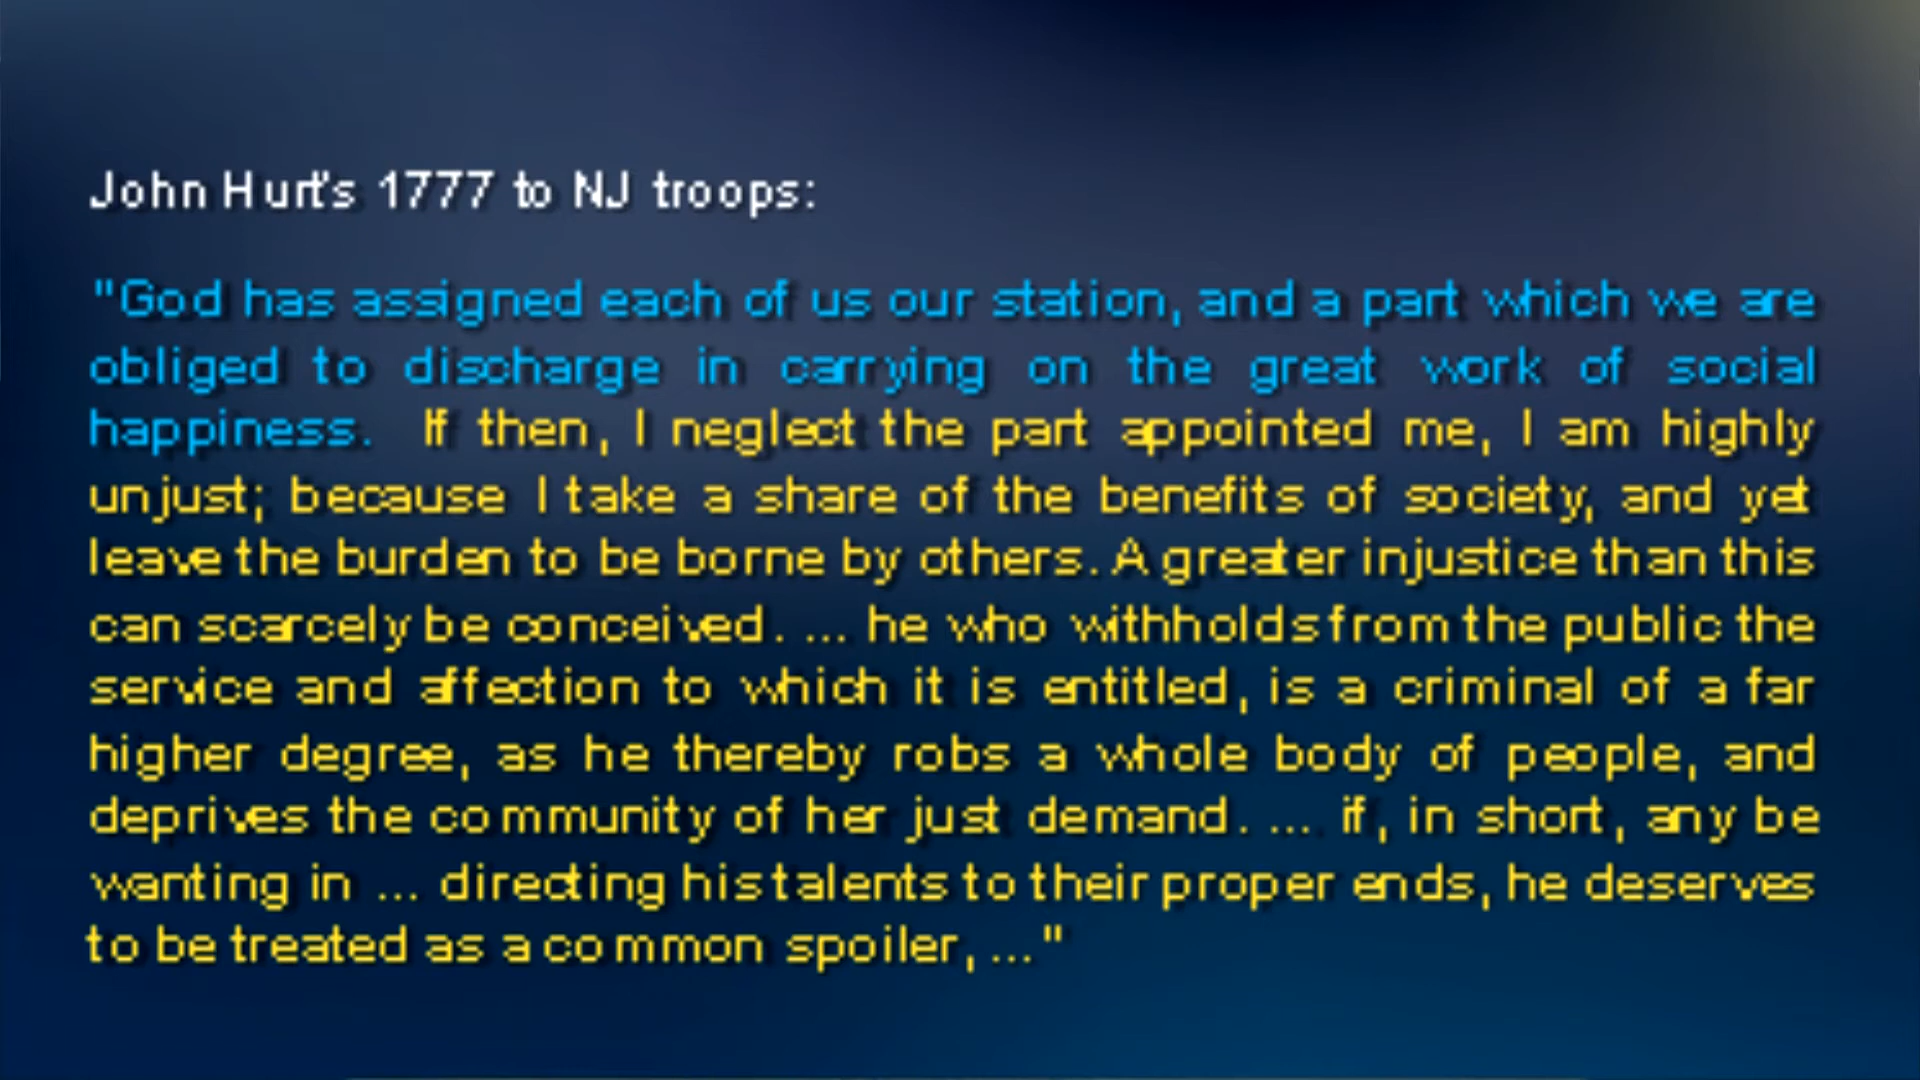 John Hurt's 1777 to NJ troops:
"God has assigned each of us our station, and a part which we are
obliged to discharge in carrying on the great work of social
happiness. If then, I neglect the part appointed me, I am highly
unjust; because I take a share of the benefits of society, and yet
leave the burden to be borne by others. A greater injustice than this
can scarcely be conceived. ... he who withholds from the public the
service and affection to which it is entitled, is a criminal of a far
higher degree, as he thereby robs a whole body of people, and
deprives the community of her just demand. ... if, in short, any be
wanting in ... directing his talents to their proper ends, he deserves
to be treated as a common spoiler, ..."